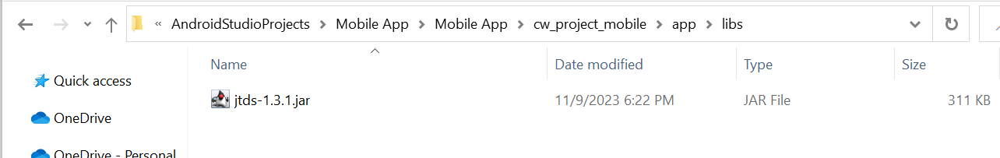 « AndroidStudioProjects > Mobile App > Mobile App > cw_project_mobile > app > libs
Name Date modified Type Size
Quick access
jtds-1.3.1.jar 11/9/2023 6:22 PM JAR File 311 KB
OneDrive
OneDrive - Personal